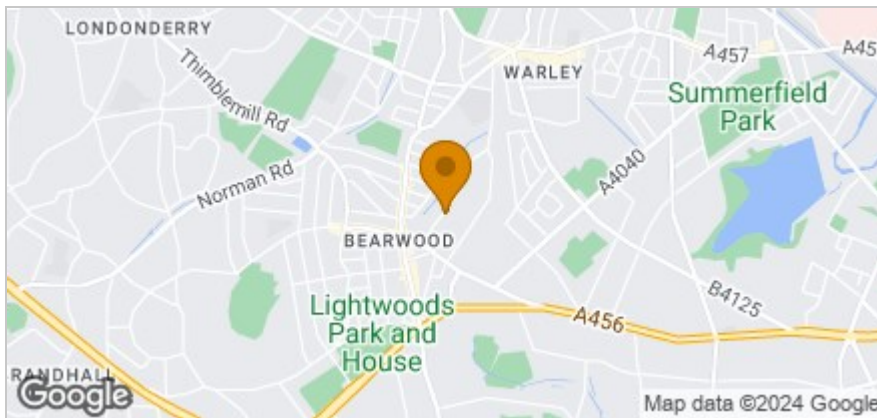 LONDONDERRY
Thimblemill Rd
A457
A45
WARLEY
Summerfield
Park
Norman Rd
A4040
BEARWOOD
B4125
Lightwoods
Park and
House
A456
RANDHALL
Google
Map data ©2024 Google